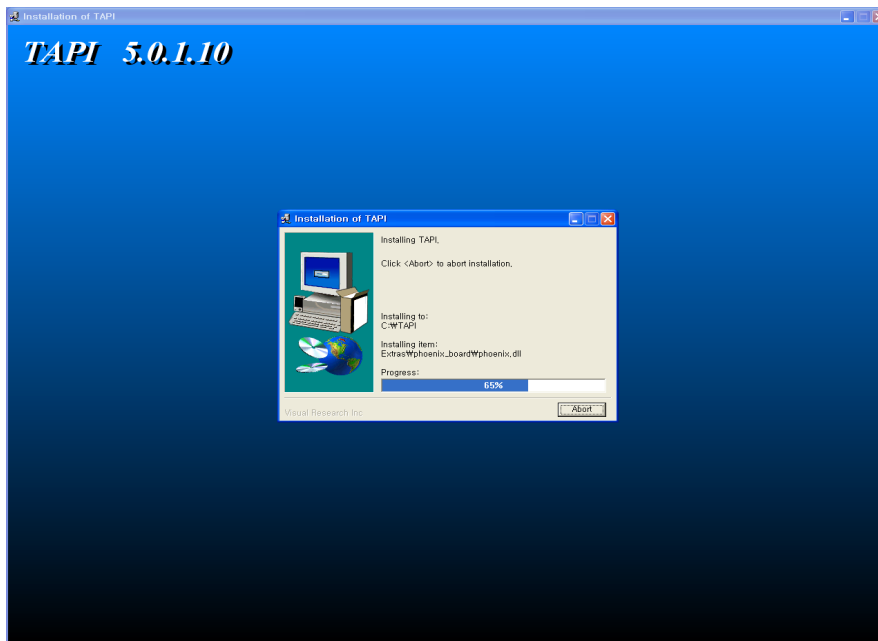 Installation of TAPI
TAPI 5.0.1.10
Installation of TAPI
Installing TAPI,
Click <Abort> to abort installation,
Installing to:
C:₩TAPI
Installing item:
Extras₩phoenix_board₩phoenix.dll
Progress:
65%
Visual Research Inc
Abort